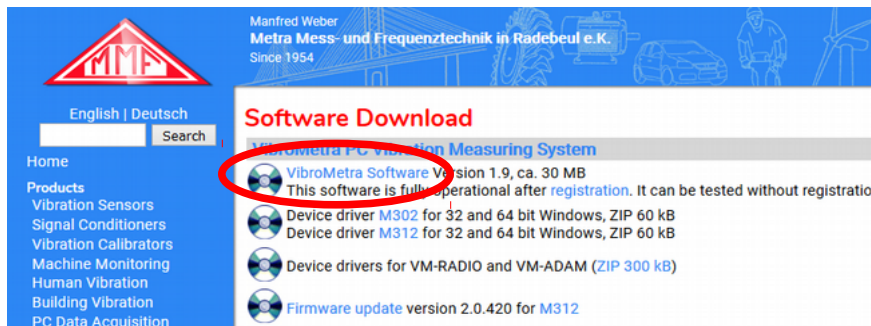 MMF
Manfred Weber
Metra Mess- und Frequenztechnik in Radebeul e.K.
Since 1954
English | Deutsch
Search
Home
Products
Vibration Sensors
Signal Conditioners
Vibration Calibrators
Machine Monitoring
Human Vibration
Building Vibration
PC Data Acquisition
Software Download
VibroMetra PC Vibration Measuring System
VibroMetra Software Version 1.9, ca. 30 MB
This software is fully operational after registration. It can be tested without registratio
Device driver M302 for 32 and 64 bit Windows, ZIP 60 kB
Device driver M312 for 32 and 64 bit Windows, ZIP 60 kB
Device drivers for VM-RADIO and VM-ADAM (ZIP 300 kB)
Firmware update version 2.0.420 for M312